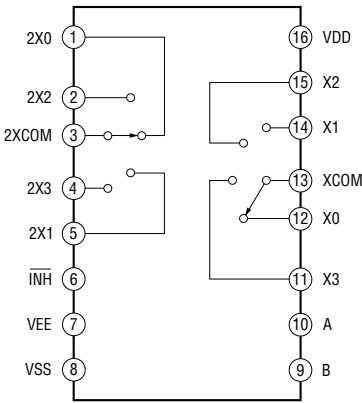 2X0 1
2X2 2
2XCOM 3
2X3 4
2X1 5
INH 6
VEE 7
VSS 8
16 VDD
15 X2
14 X1
13 XCOM
12 X0
11 X3
10 A
9 B